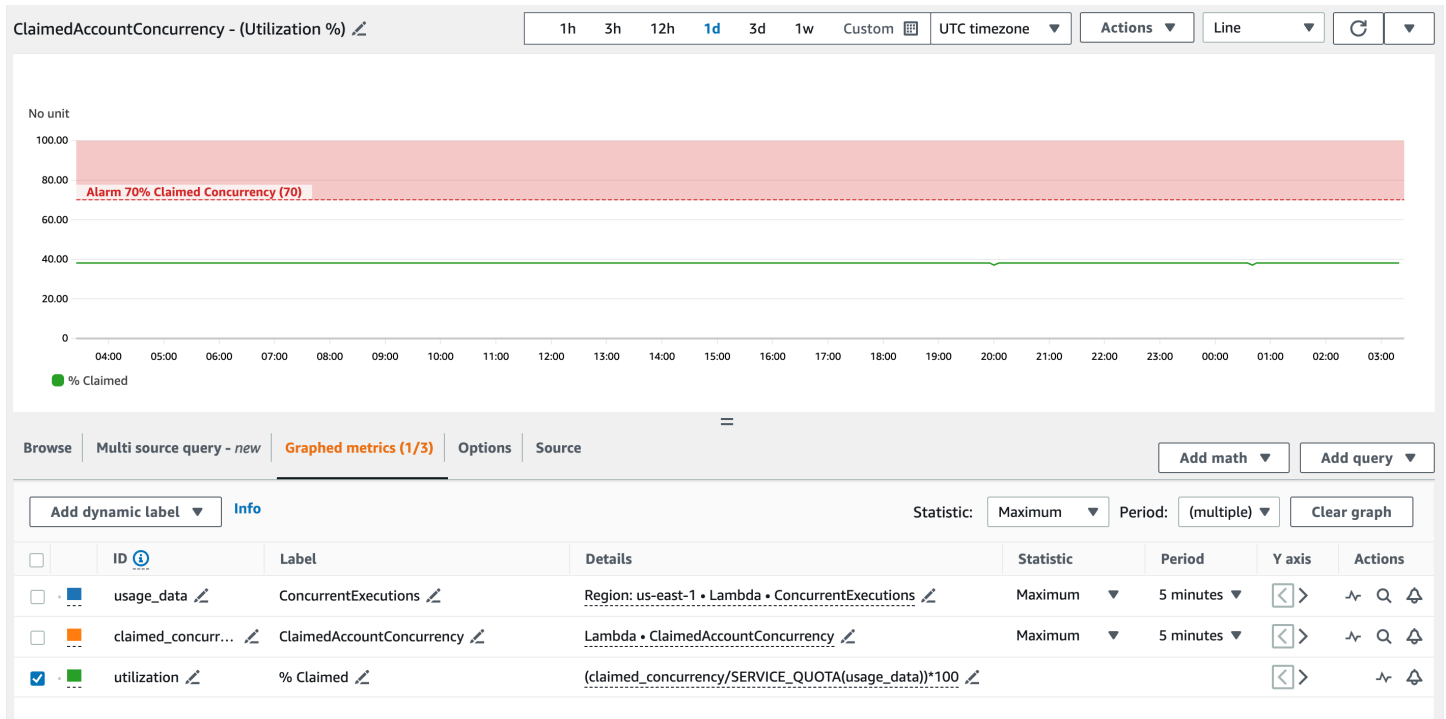 ClaimedAccountConcurrency - (Utilization %)
1h 3h 12h 1d 3d 1w Custom UTC timezone Actions Line
No unit
100.00
80.00
Alarm 70% Claimed Concurrency (70)
60.00
40.00
20.00
0
04:00 05:00 06:00 07:00 08:00 09:00 10:00 11:00 12:00 13:00 14:00 15:00 16:00 17:00 18:00 19:00 20:00 21:00 22:00 23:00 00:00 01:00 02:00 03:00
% Claimed
Browse Multi source query - new Graphed metrics (1/3) Options Source
Add math Add query
Add dynamic label Info Statistic: Maximum Period: (multiple) Clear graph
ID Label Details Statistic Period Y axis Actions
usage_data ConcurrentExecutions Region: us-east-1 • Lambda • ConcurrentExecutions Maximum 5 minutes
claimed_concurr... ClaimedAccountConcurrency Lambda • ClaimedAccountConcurrency Maximum 5 minutes
utilization % Claimed (claimed_concurrency/SERVICE_QUOTA(usage_data))*100